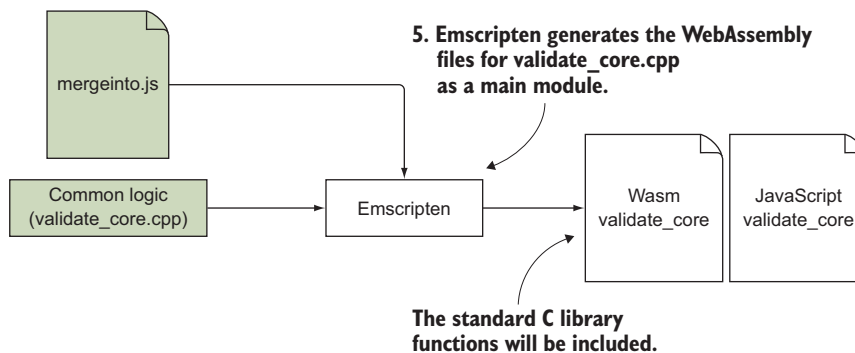 5. Emscripten generates the WebAssembly
files for validate_core.cpp
as a main module.
mergeinto.js
Common logic
(validate_core.cpp)
Emscripten
Wasm
validate_core
JavaScript
validate_core
The standard C library
functions will be included.